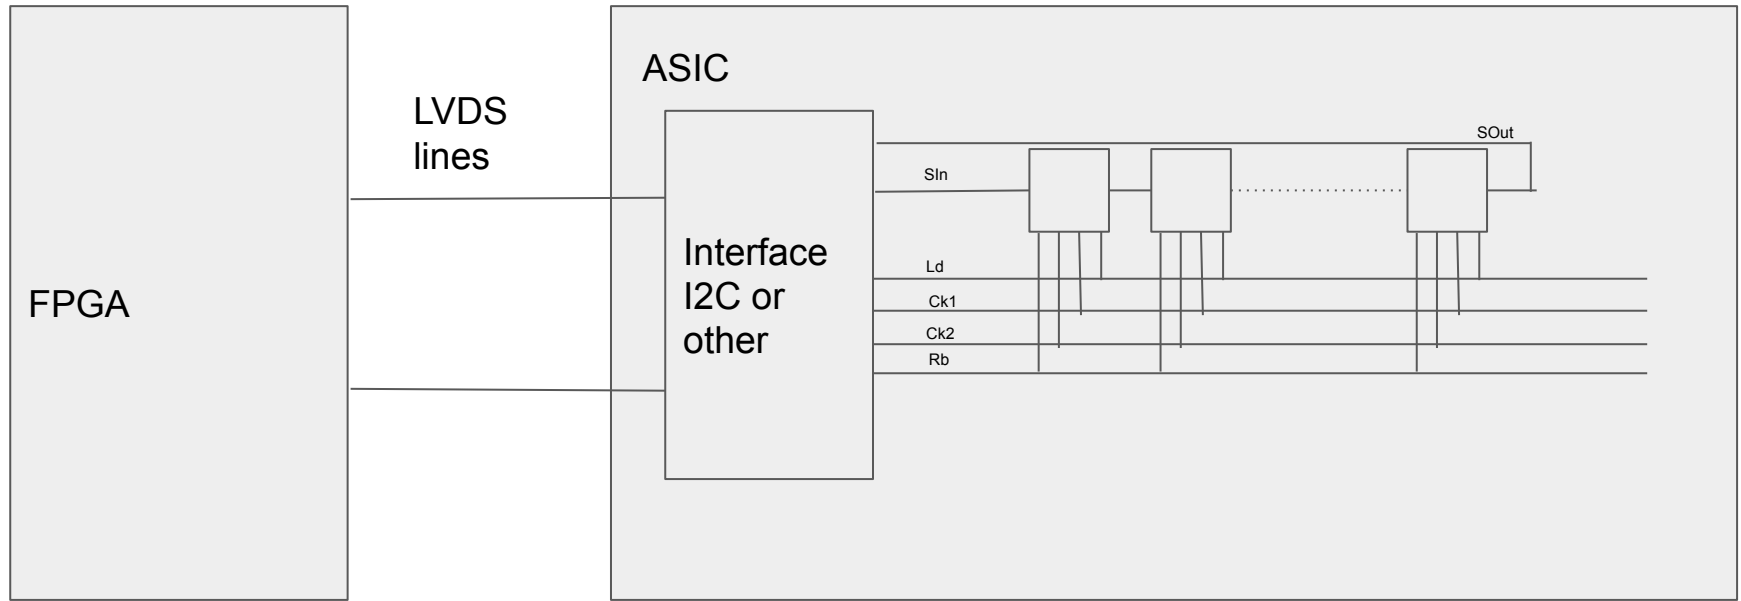 ASIC
LVDS
lines
SOut
SIn
Interface
I2C or
other
FPGA
Ld
Ck1
Ck2
Rb